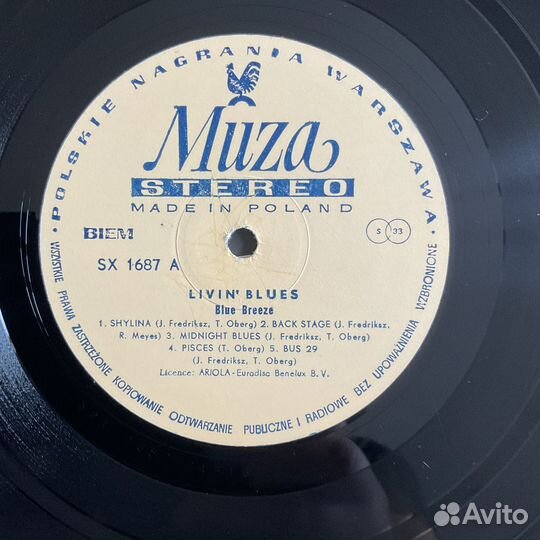 • POLSKIE NAGRANIA WARSZAWA •
Muza
STEREO
MADE IN POLAND
BIEM
S 33
SX 1687 A
LIVIN' BLUES
Blue Breeze
1. SHYLINA (J. Fredriksz, T. Oberg) 2. BACK STAGE (J. Fredriksz,
R. Meyes) 3. MIDNIGHT BLUES (J. Fredriksz, T. Oberg)
4. PISCES (T. Oberg) 5. BUS 29
(J. Fredriksz, T. Oberg)
Licence: ARIOLA-Eurodisc Benelux B. V.
WSZYSTKIE PRAWA ZASTRZEŻONE KOPIOWANIE ODTWARZANIE PUBLICZNE I RADIOWE BEZ UPOWAŻNIENIA WZBRONIONE
Avito